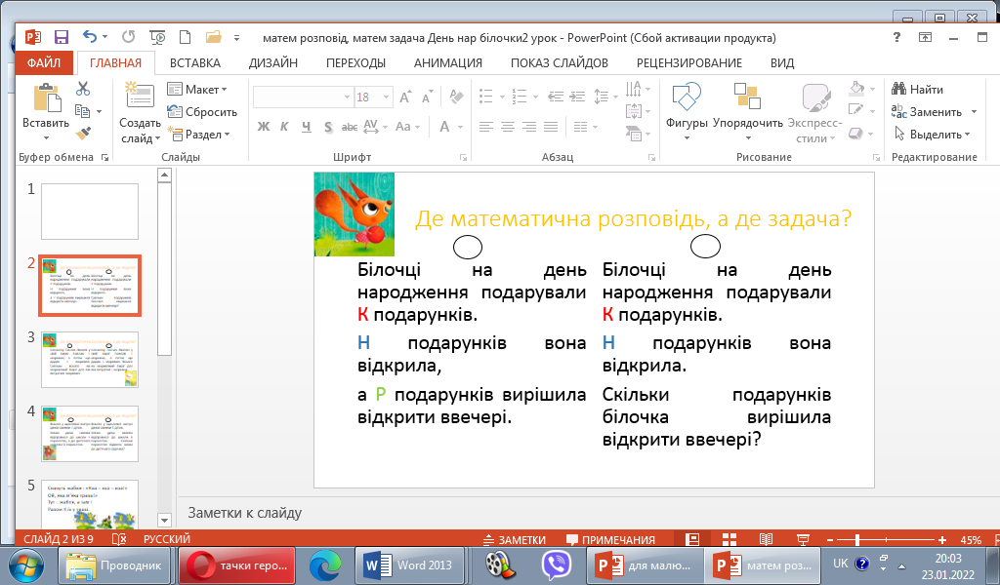 матем розповід, матем задача День нар білочки2 урок - PowerPoint (Сбой активации продукта)
ФАЙЛ ГЛАВНАЯ ВСТАВКА ДИЗАЙН ПЕРЕХОДЫ АНИМАЦИЯ ПОКАЗ СЛАЙДОВ РЕЦЕНЗИРОВАНИЕ ВИД
Вставить
Буфер обмена
Создать
слайд
Макет
Сбросить
Раздел
Слайды
18
Ж К Ч S abc AV Aa A
Шрифт
Абзац
Фигуры
Упорядочить
Экспресс-
стили
Рисование
Найти
Заменить
Выделить
Редактирование
1
2
3
4
5
Де математична розповідь, а де задача?
Білочці на день
народження подарували
К подарунків.
Н подарунків вона
відкрила,
а Р подарунків вирішила
відкрити ввечері.
Білочці на день
народження подарували
К подарунків.
Н подарунків вона
відкрила.
Скільки подарунків
білочка вирішила
відкрити ввечері?
Заметки к слайду
СЛАЙД 2 ИЗ 9 РУССКИЙ ЗАМЕТКИ ПРИМЕЧАНИЯ 45%
Проводник
тачки геро...
Word 2013
для малю...
матем роз...
UK
20:03
23.01.2022